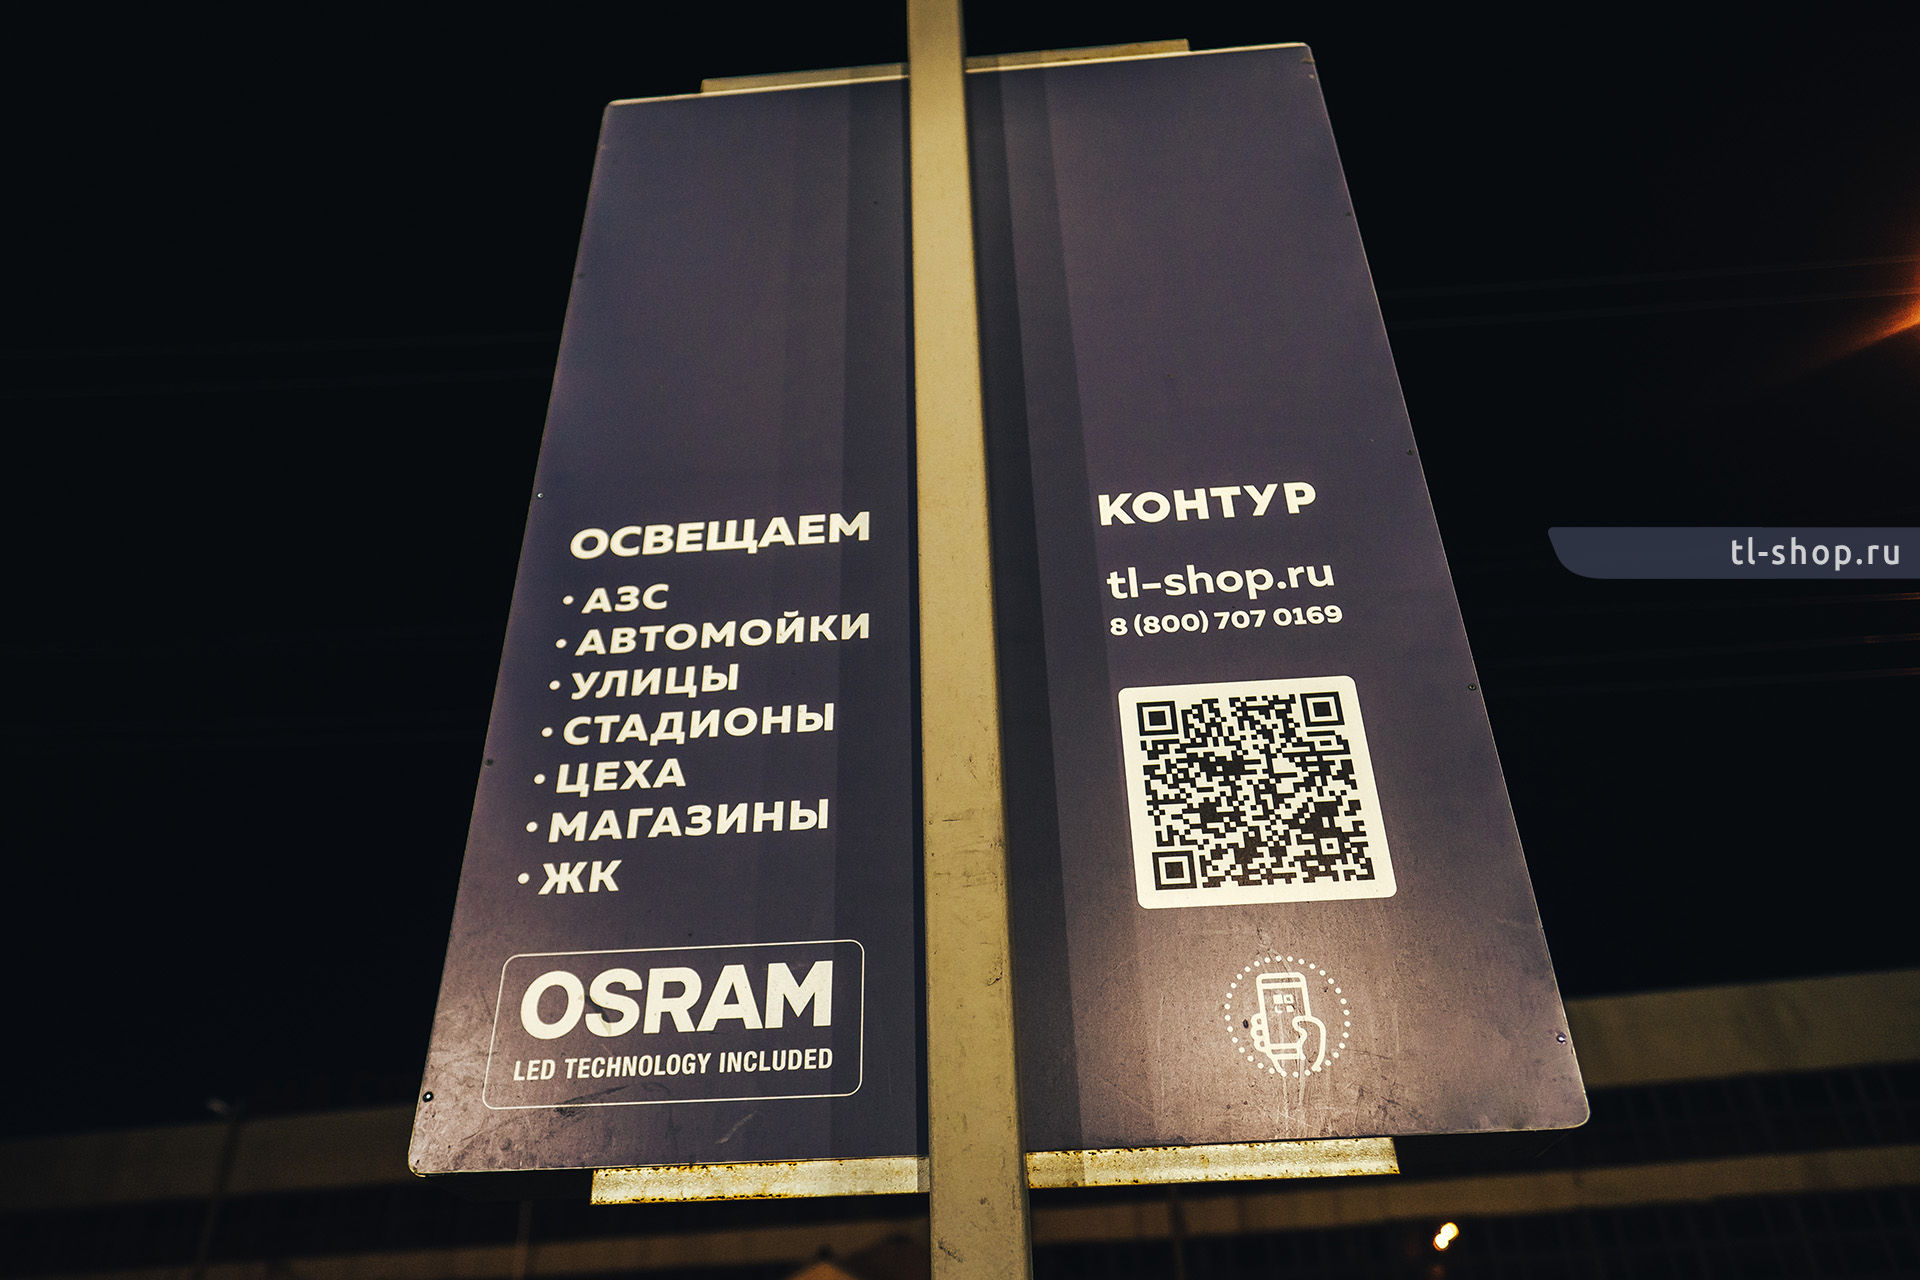 ОСВЕЩАЕМ
• АЗС
• АВТОМОЙКИ
• УЛИЦЫ
• СТАДИОНЫ
• ЦЕХА
• МАГАЗИНЫ
• ЖК
OSRAM
LED TECHNOLOGY INCLUDED
КОНТУР
tl-shop.ru
8 (800) 707 0169
tl-shop.ru